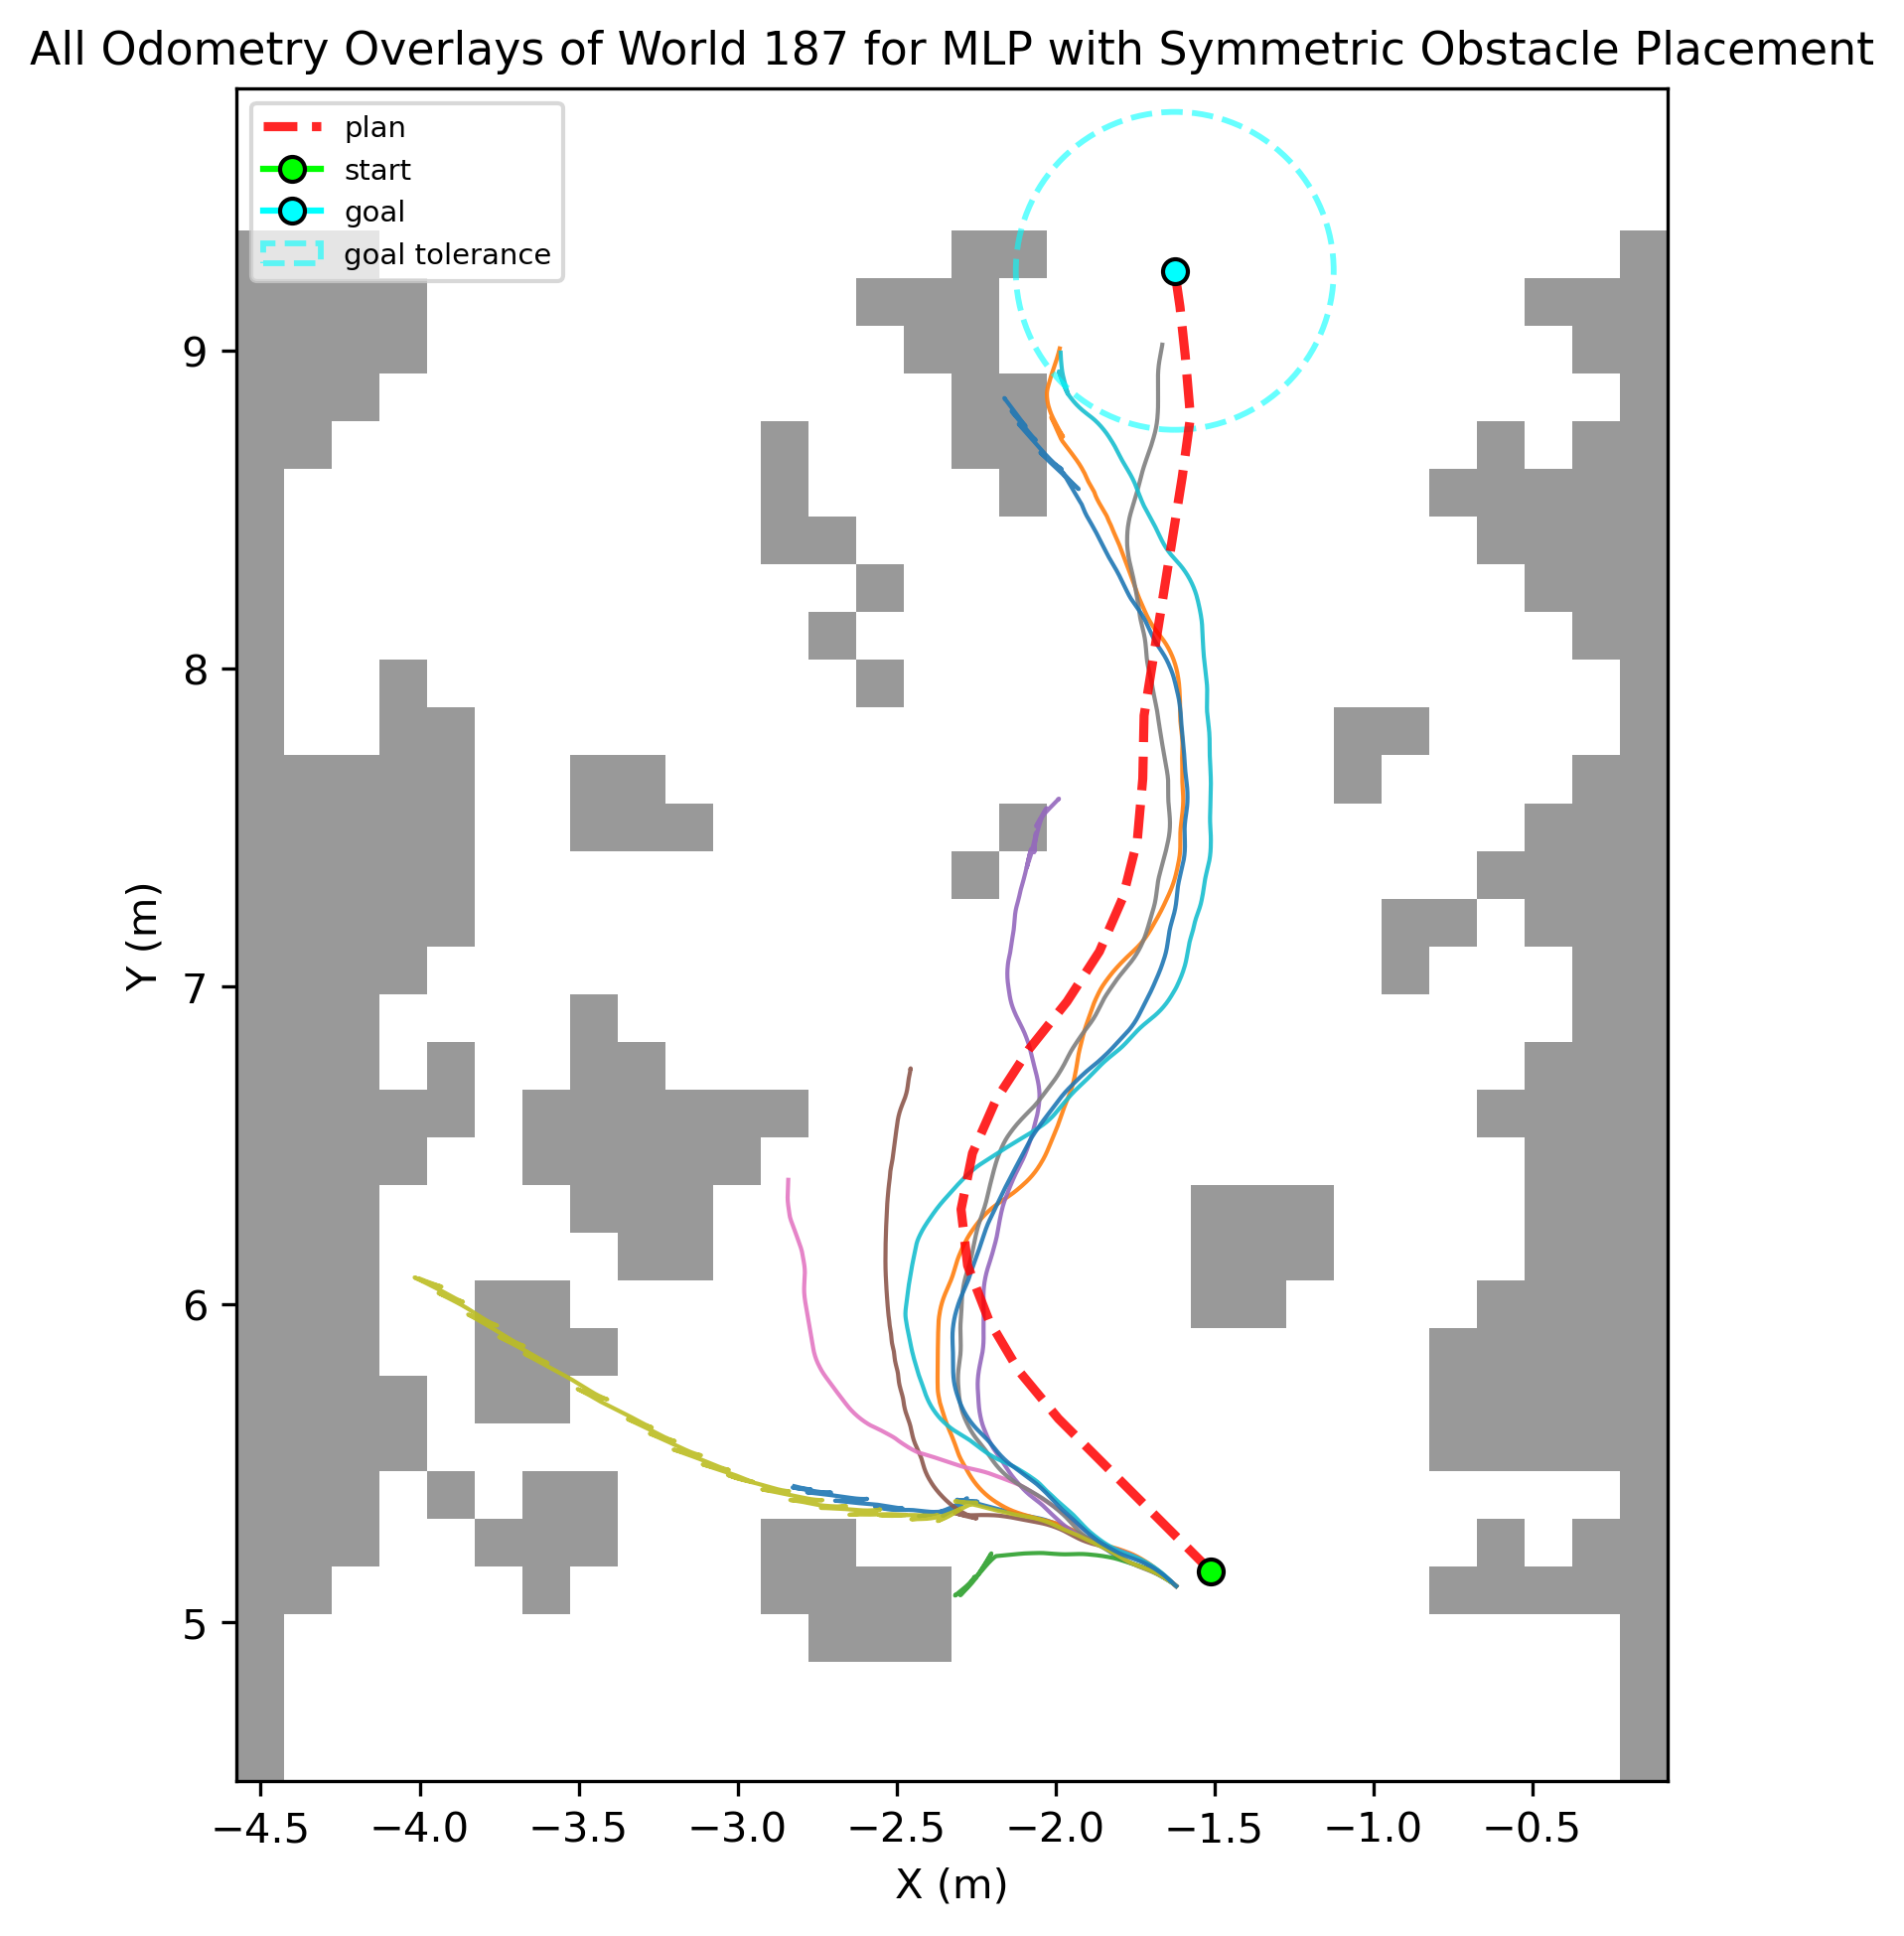 All Odometry Overlays of World 187 for MLP with Symmetric Obstacle Placement
plan
start
goal
goal tolerance
9
8
7
6
5
Y (m)
−4.5 −4.0 −3.5 −3.0 −2.5 −2.0 −1.5 −1.0 −0.5
X (m)